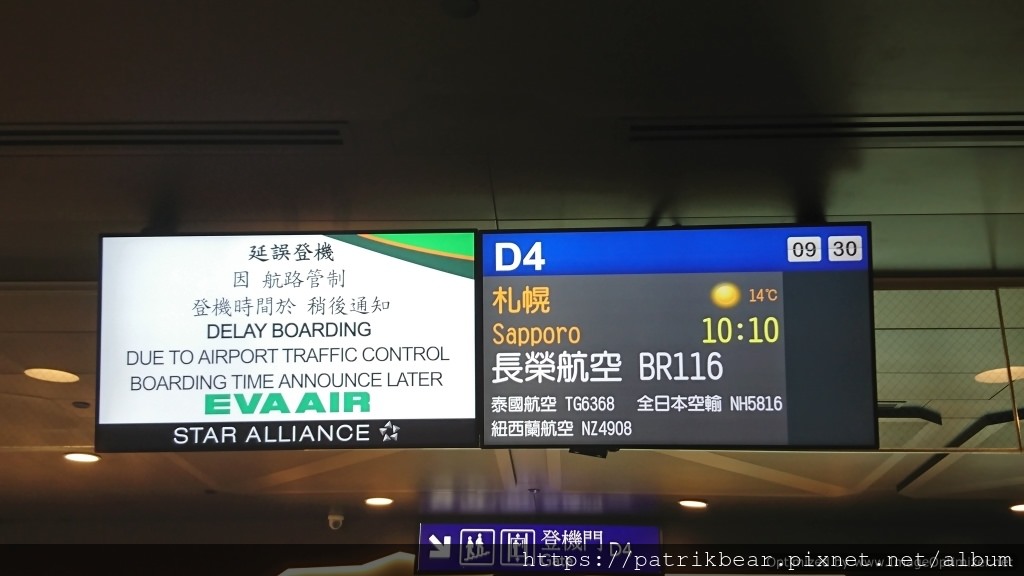 延誤登機
因 航路管制
登機時間於 稍後通知
DELAY BOARDING
DUE TO AIRPORT TRAFFIC CONTROL
BOARDING TIME ANNOUNCE LATER
EVA AIR
STAR ALLIANCE
D4 09 30
札幌 14℃
Sapporo 10:10
長榮航空 BR116
泰國航空 TG6368 全日本空輸 NH5816
紐西蘭航空 NZ4908
登機門 D4
Gate
https://patrikbear.pixnet.net/album